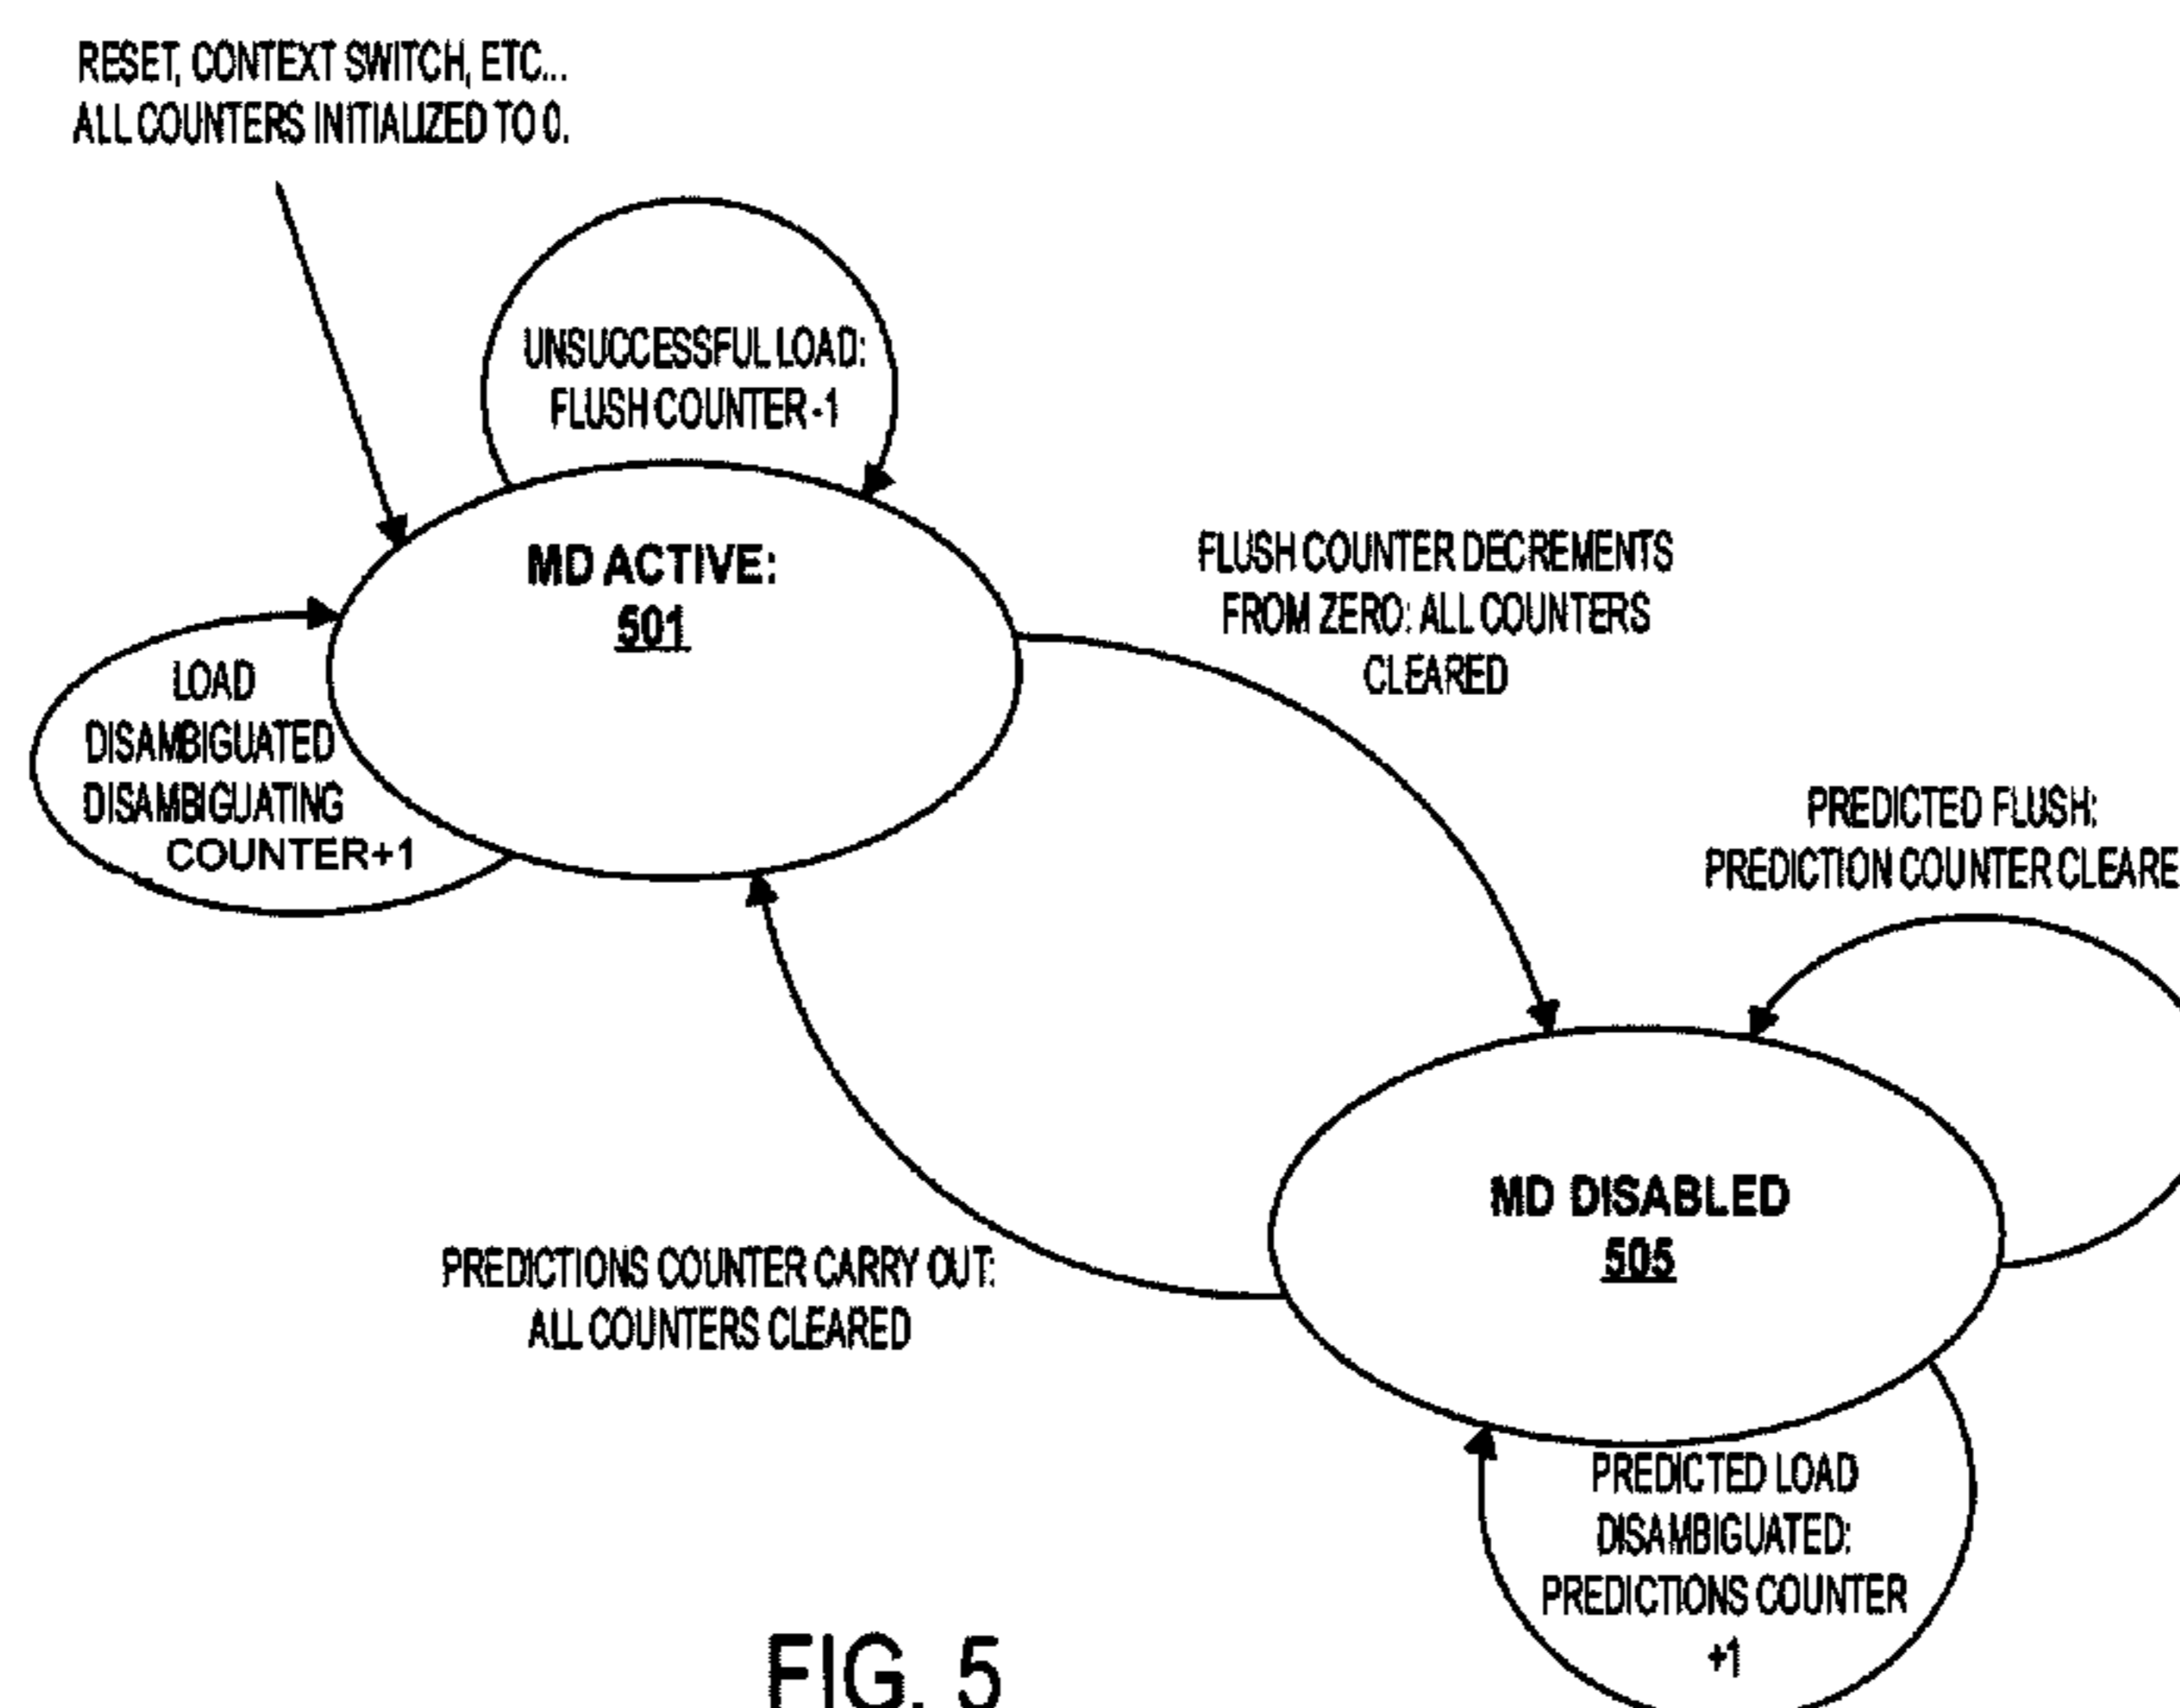 RESET, CONTEXT SWITCH, ETC...
ALL COUNTERS INITIALIZED TO 0.
UNSUCCESSFUL LOAD:
FLUSH COUNTER -1
MD ACTIVE:
501
FLUSH COUNTER DECREMENTS
FROM ZERO: ALL COUNTERS
CLEARED
LOAD
DISAMBIGUATED
DISAMBIGUATING
COUNTER+1
PREDICTED FLUSH:
PREDICTION COUNTER CLEARE
MD DISABLED
505
PREDICTIONS COUNTER CARRY OUT:
ALL COUNTERS CLEARED
PREDICTED LOAD
DISAMBIGUATED:
PREDICTIONS COUNTER
+1
FIG. 5